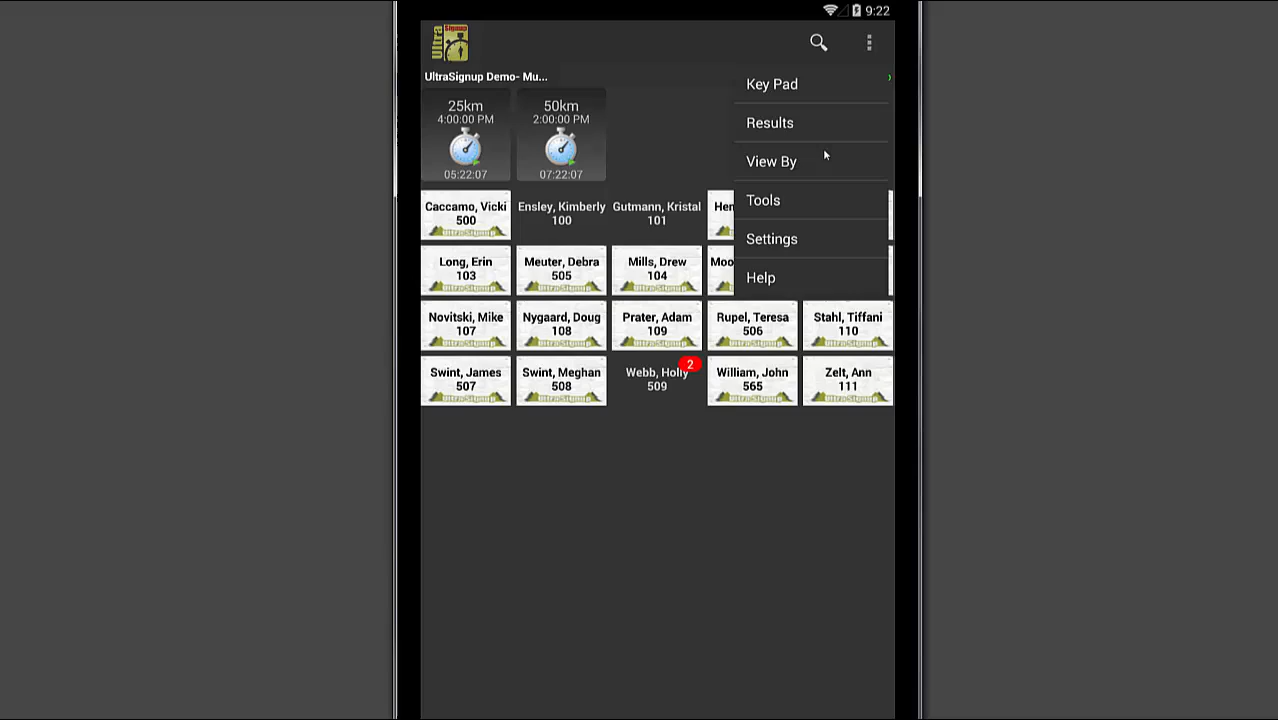 9:22
Ultra Signup
UltraSignup Demo- Mu...
25km
4:00:00 PM
05:22:07
50km
2:00:00 PM
07:22:07
Key Pad
Results
View By
Tools
Settings
Help
Caccamo, Vicki
500
Ensley, Kimberly
100
Gutmann, Kristal
101
Hen
Long, Erin
103
Meuter, Debra
505
Mills, Drew
104
Moo
Novitski, Mike
107
Nygaard, Doug
108
Prater, Adam
109
Rupel, Teresa
506
Stahl, Tiffani
110
Swint, James
507
Swint, Meghan
508
Webb, Holly
509
2
William, John
565
Zelt, Ann
111